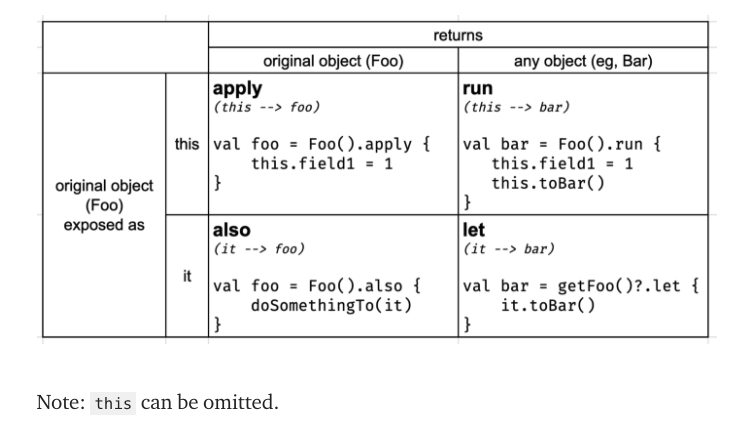 returns
original object (Foo)
any object (eg, Bar)
original object
(Foo)
exposed as
this
apply
(this --> foo)
val foo = Foo().apply {
this.field1 = 1
}
run
(this --> bar)
val bar = Foo().run {
this.field1 = 1
this.toBar()
}
it
also
(it --> foo)
val foo = Foo().also {
doSomethingTo(it)
}
let
(it --> bar)
val bar = getFoo()?.let {
it.toBar()
}
Note: this can be omitted.